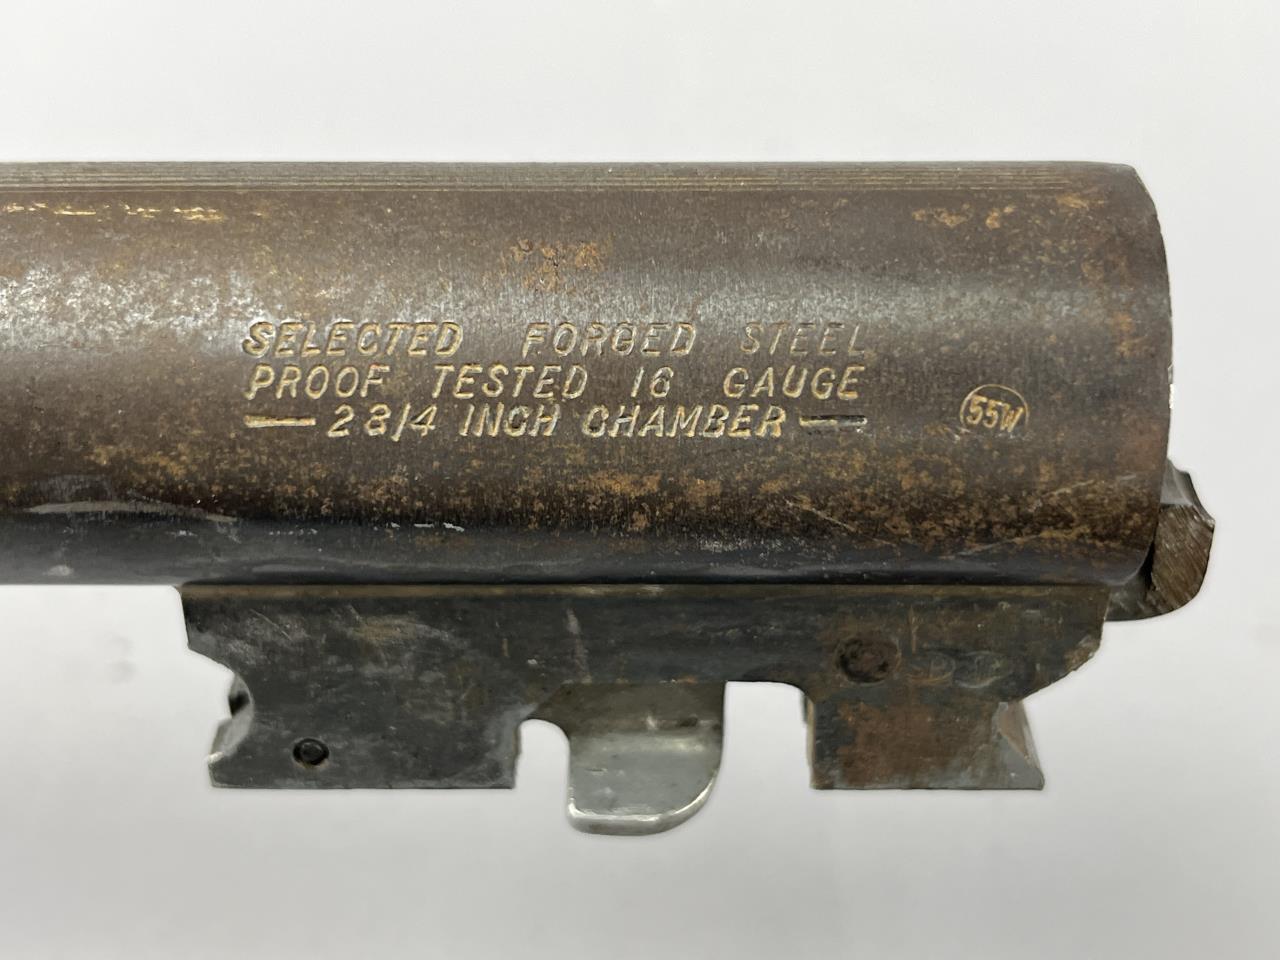 SELECTED FORGED STEEL
PROOF TESTED 16 GAUGE
— 2 3/4 INCH CHAMBER —
55W